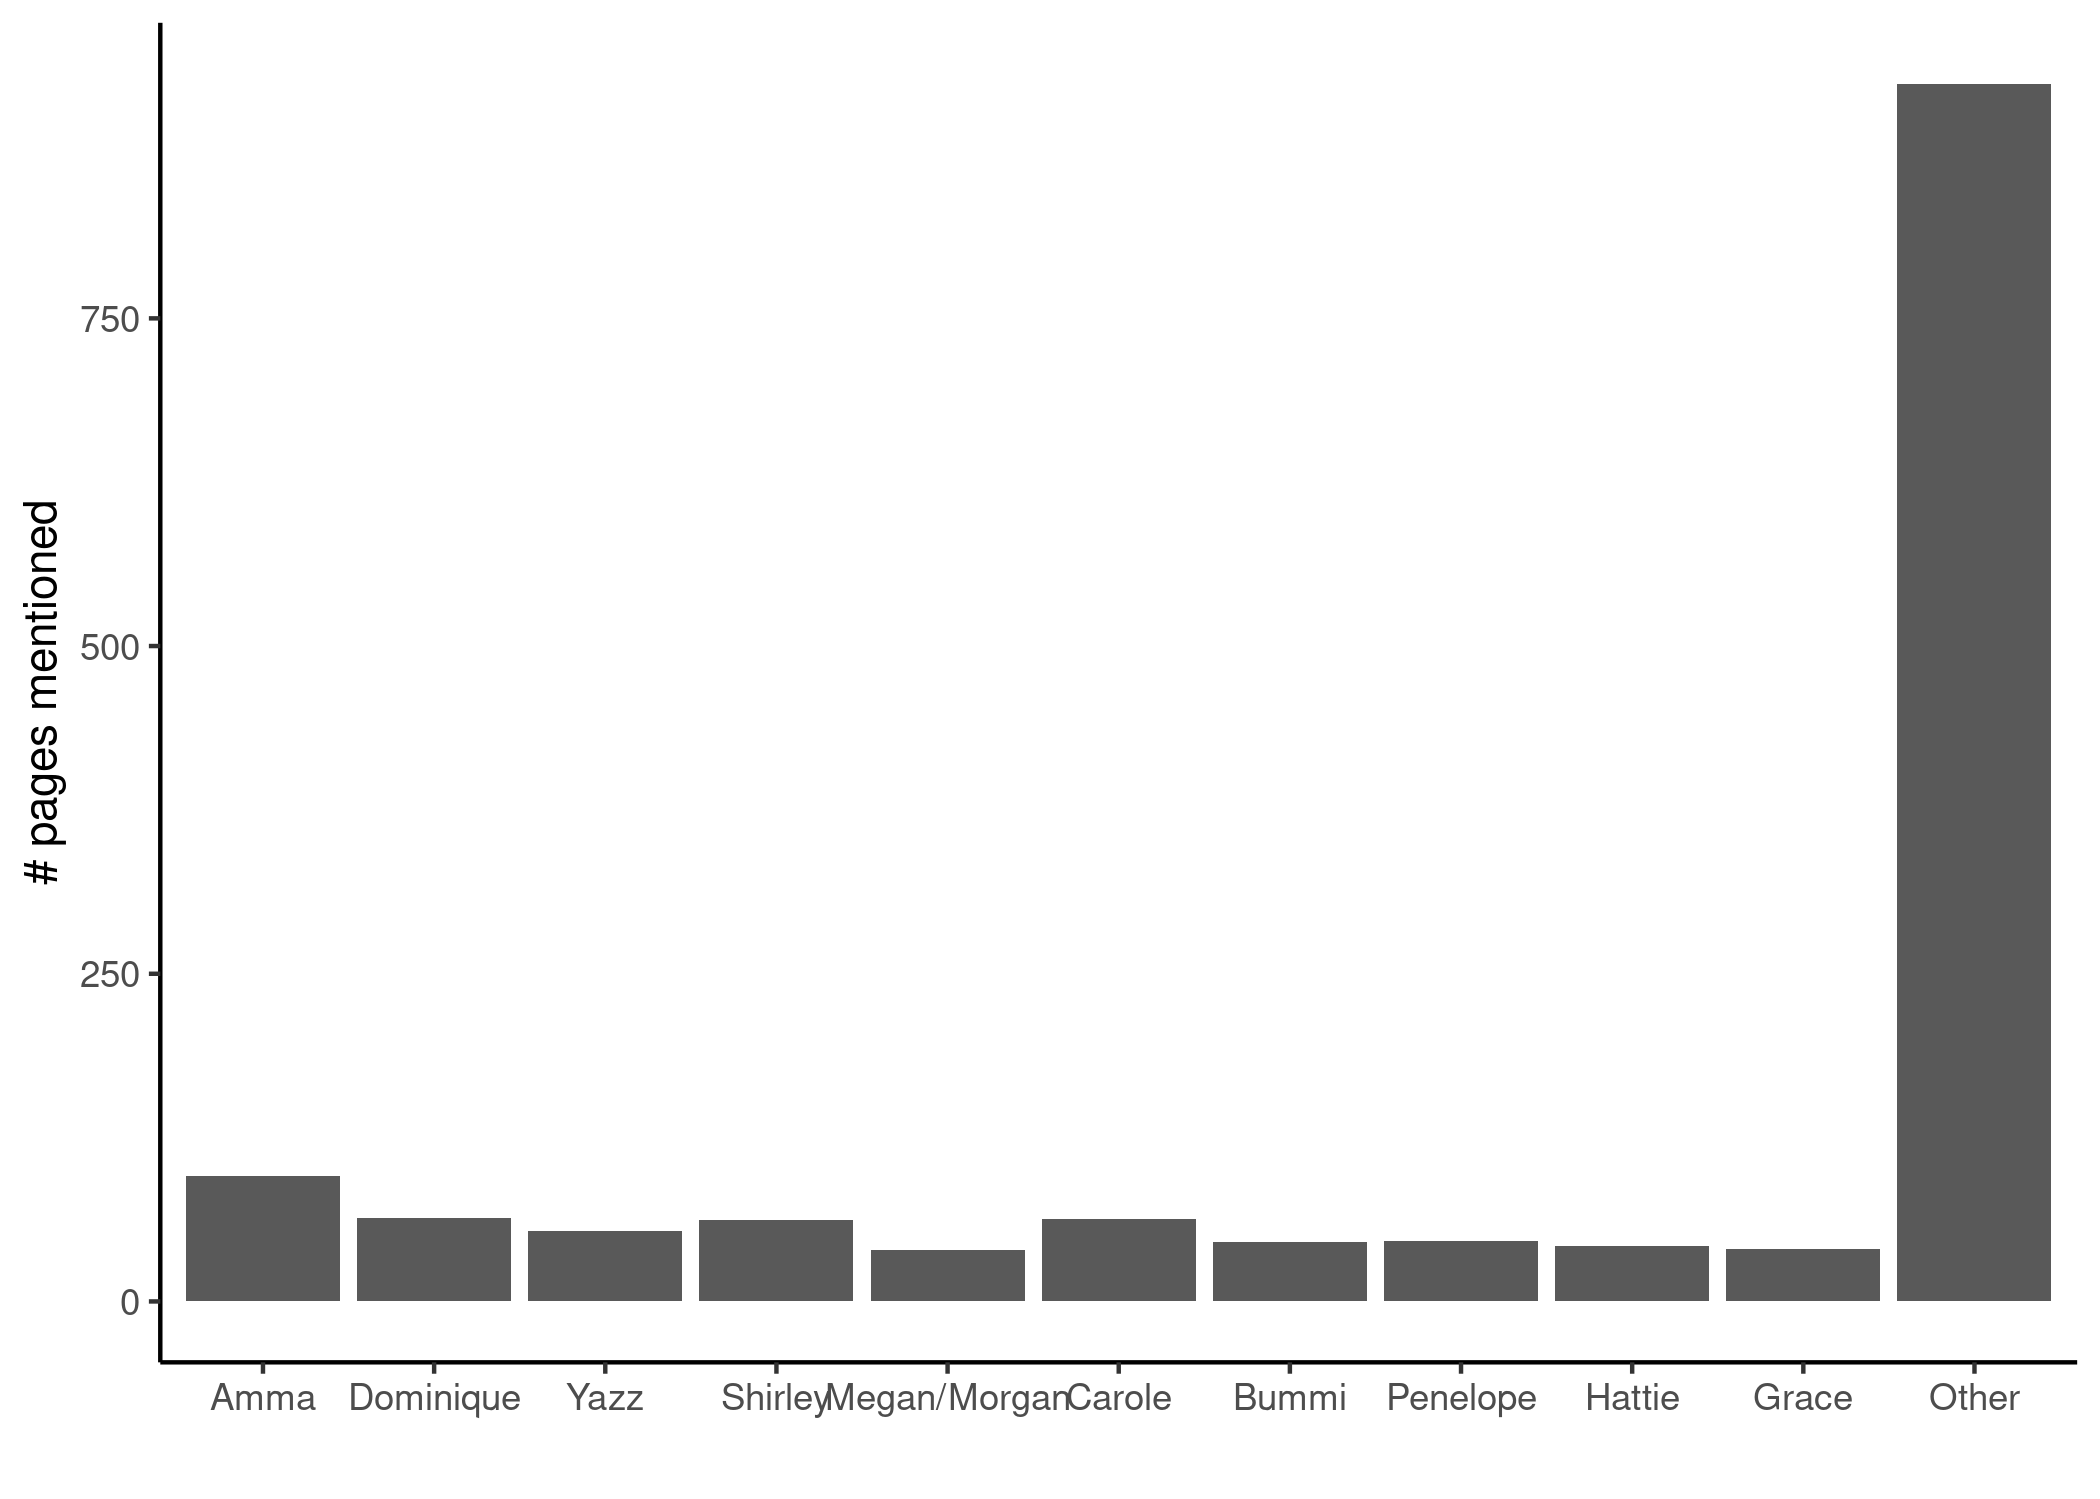 # pages mentioned
750
500
250
0
Amma Dominique Yazz Shirley Megan/Morgan Carole Bummi Penelope Hattie Grace Other